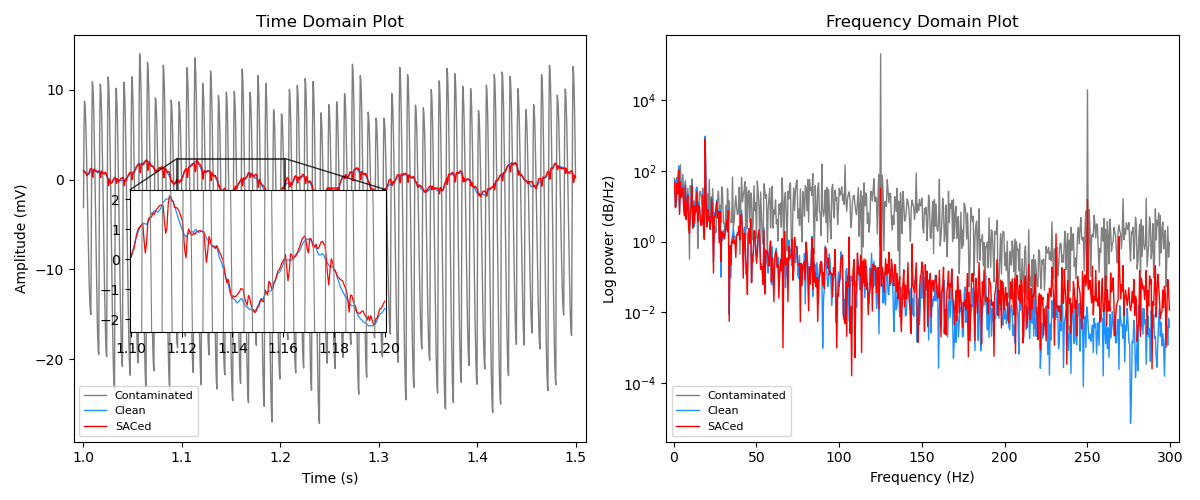 Time Domain Plot
Amplitude (mV)
10
0
−10
−20
2
1
0
−1
−2
1.10 1.12 1.14 1.16 1.18 1.20
Contaminated
Clean
SACed
1.0 1.1 1.2 1.3 1.4 1.5
Time (s)
Frequency Domain Plot
Log power (dB/Hz)
10⁴
10²
10⁰
10⁻²
10⁻⁴
Contaminated
Clean
SACed
0 50 100 150 200 250 300
Frequency (Hz)